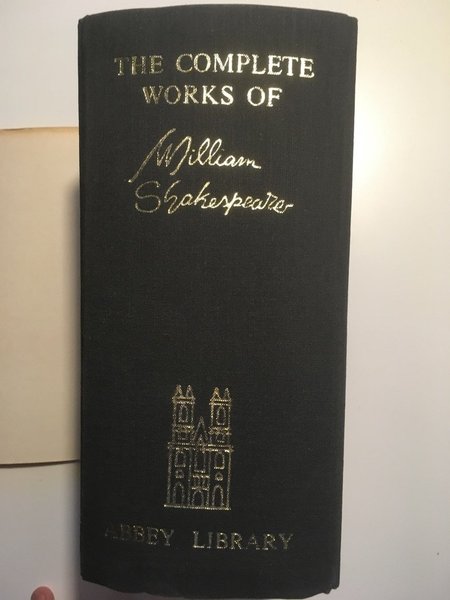 THE COMPLETE
WORKS OF
William
Shakespeare
ABBEY LIBRARY